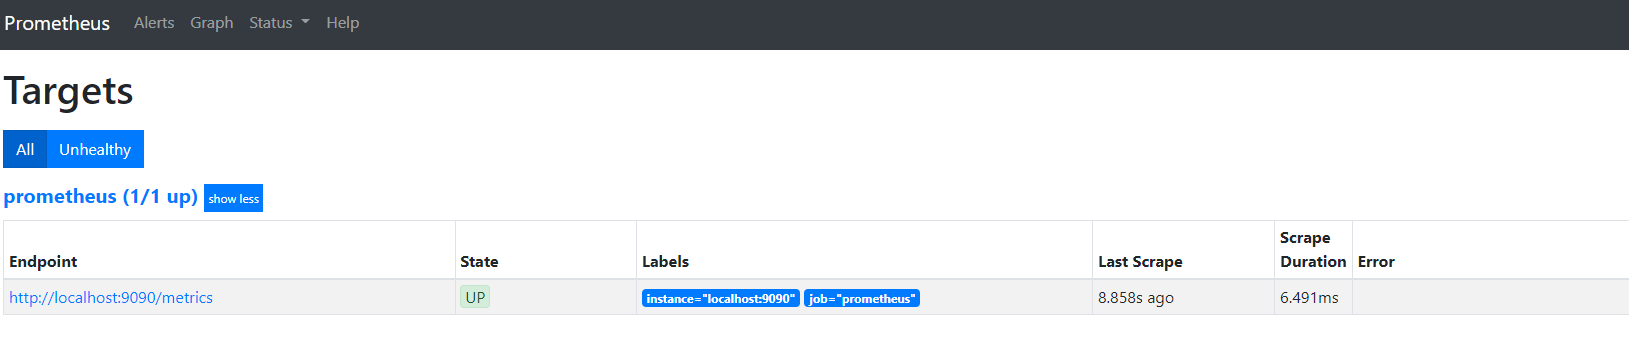 Prometheus Alerts Graph Status Help
Targets
All Unhealthy
prometheus (1/1 up) show less
Endpoint State Labels Last Scrape Scrape Duration Error
http://localhost:9090/metrics UP instance="localhost:9090" job="prometheus" 8.858s ago 6.491ms